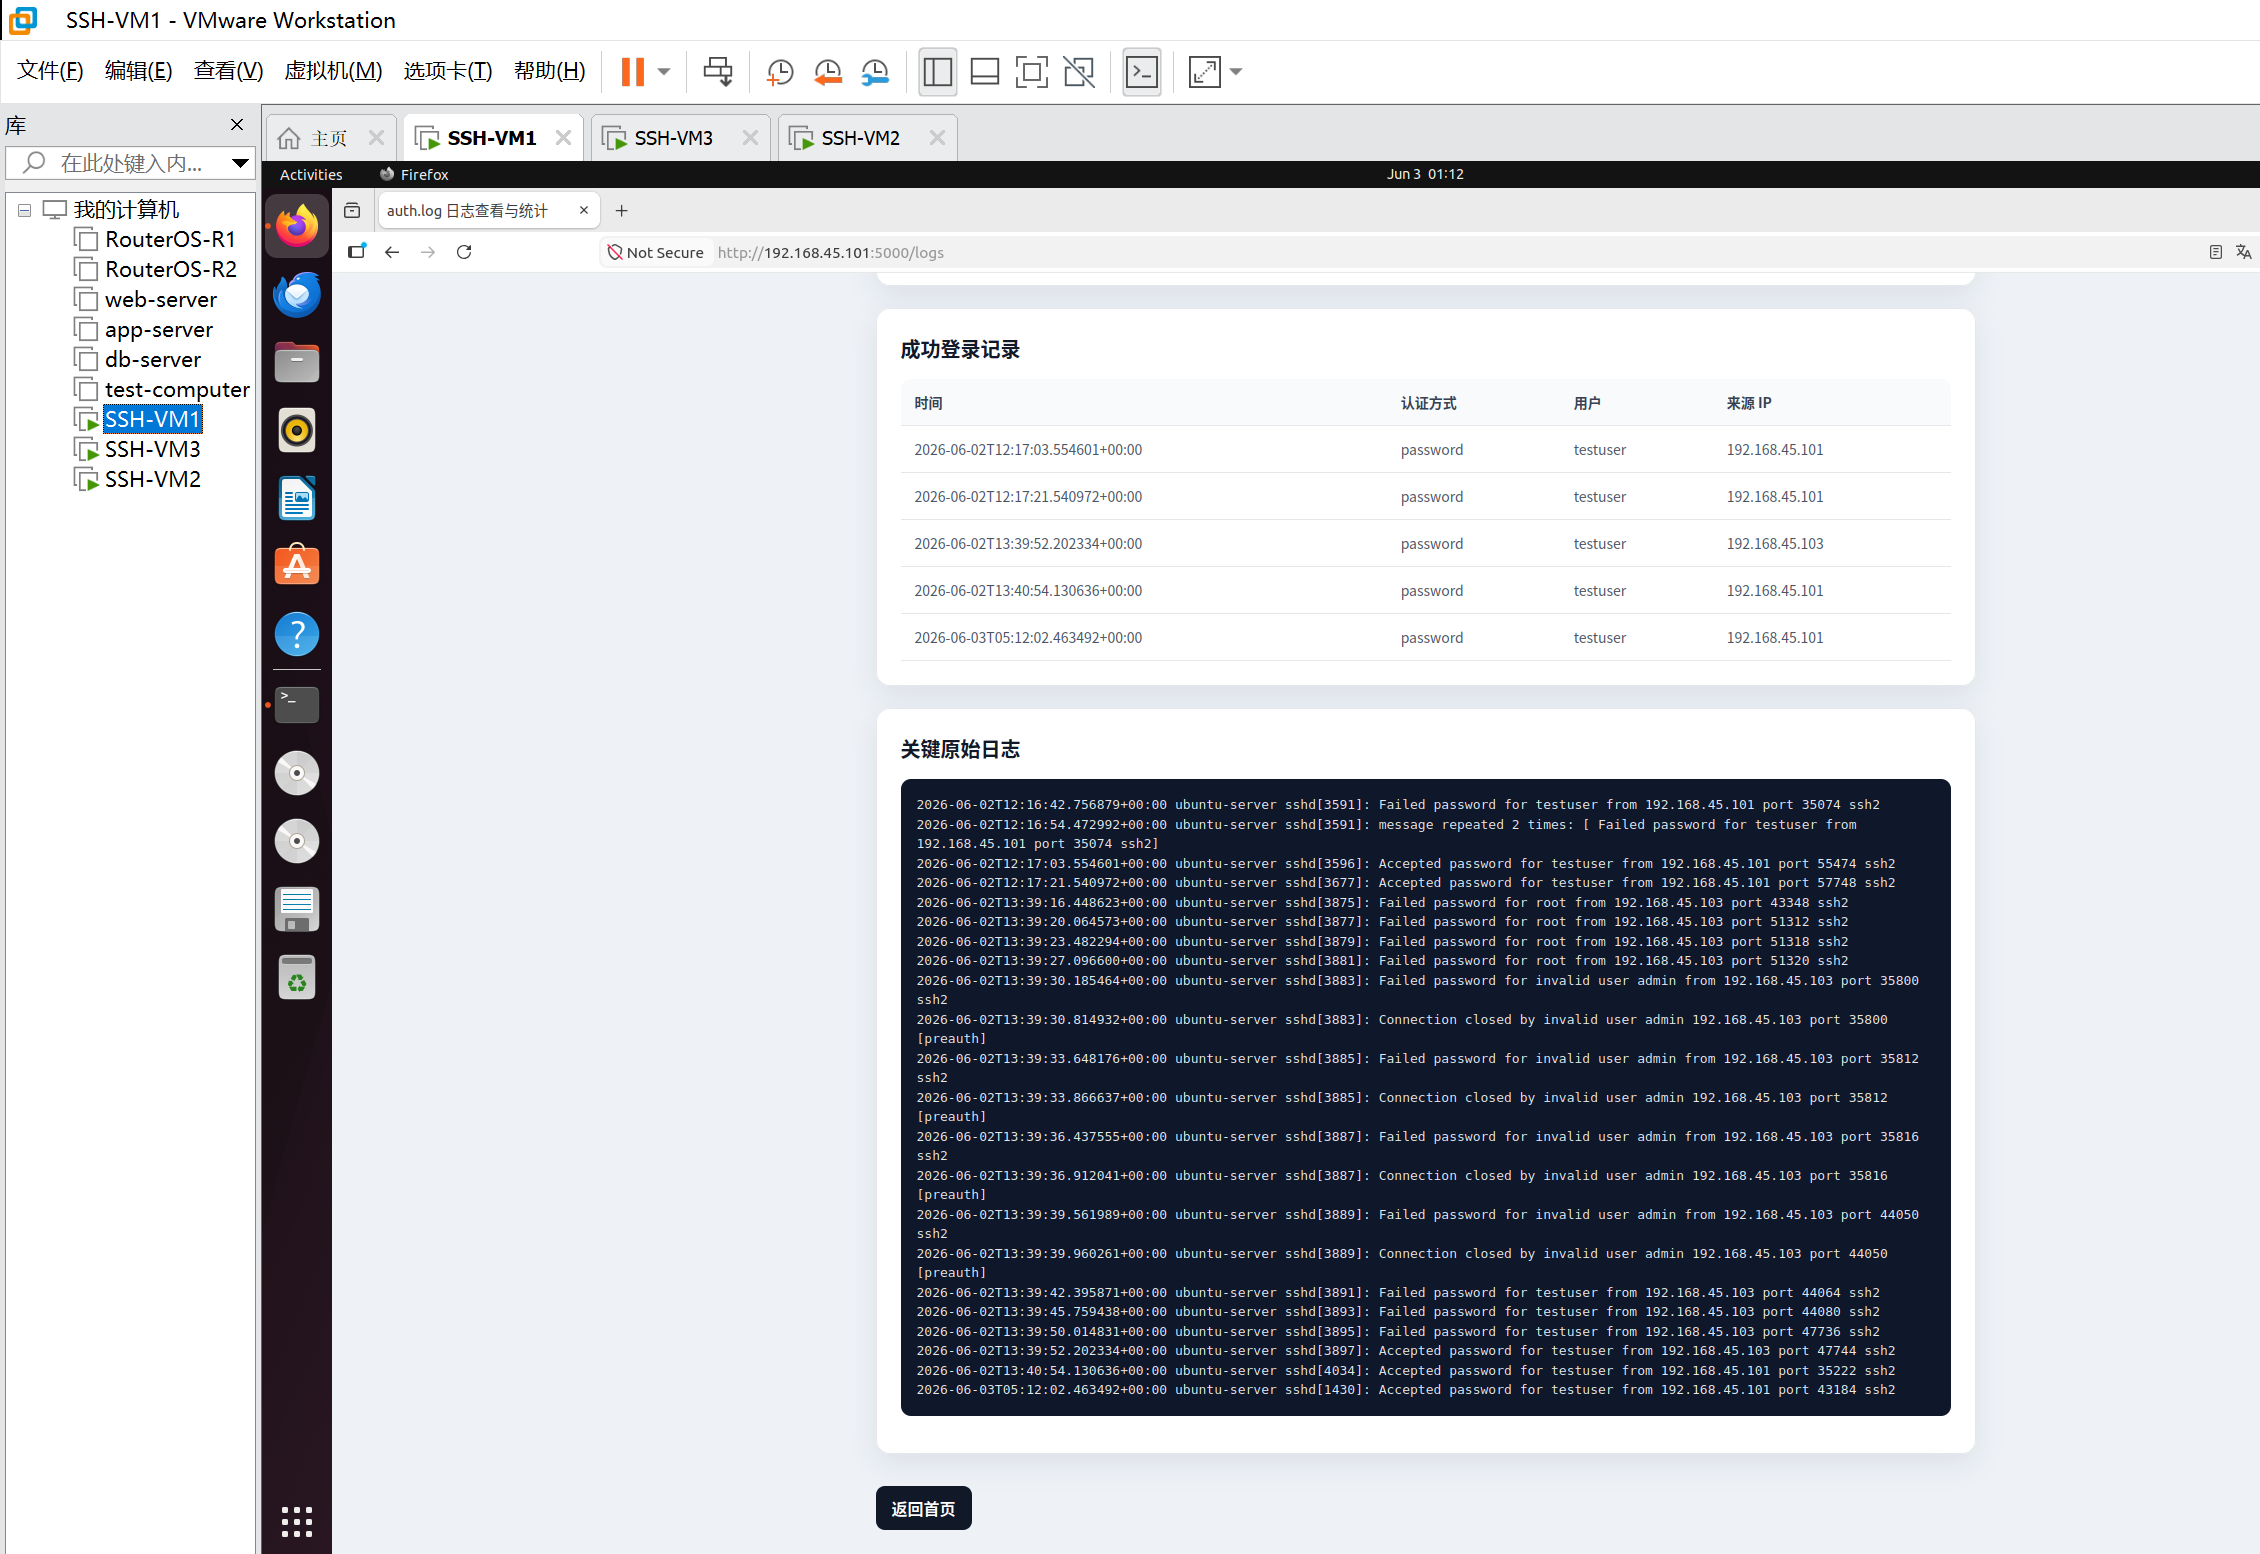 SSH-VM1 - VMware Workstation
文件(F) 编辑(E) 查看(V) 虚拟机(M) 选项卡(T) 帮助(H)
库
在此处键入内...
我的计算机
RouterOS-R1
RouterOS-R2
web-server
app-server
db-server
test-computer
SSH-VM1
SSH-VM3
SSH-VM2
主页 SSH-VM1 SSH-VM3 SSH-VM2
Activities Firefox Jun 3 01:12
auth.log 日志查看与统计
Not Secure http://192.168.45.101:5000/logs
成功登录记录
时间 认证方式 用户 来源 IP
2026-06-02T12:17:03.554601+00:00 password testuser 192.168.45.101
2026-06-02T12:17:21.540972+00:00 password testuser 192.168.45.101
2026-06-02T13:39:52.202334+00:00 password testuser 192.168.45.103
2026-06-02T13:40:54.130636+00:00 password testuser 192.168.45.101
2026-06-03T05:12:02.463492+00:00 password testuser 192.168.45.101
关键原始日志
2026-06-02T12:16:42.756879+00:00 ubuntu-server sshd[3591]: Failed password for testuser from 192.168.45.101 port 35074 ssh2
2026-06-02T12:16:54.472992+00:00 ubuntu-server sshd[3591]: message repeated 2 times: [ Failed password for testuser from
192.168.45.101 port 35074 ssh2]
2026-06-02T12:17:03.554601+00:00 ubuntu-server sshd[3596]: Accepted password for testuser from 192.168.45.101 port 55474 ssh2
2026-06-02T12:17:21.540972+00:00 ubuntu-server sshd[3677]: Accepted password for testuser from 192.168.45.101 port 57748 ssh2
2026-06-02T13:39:16.448623+00:00 ubuntu-server sshd[3875]: Failed password for root from 192.168.45.103 port 43348 ssh2
2026-06-02T13:39:20.064573+00:00 ubuntu-server sshd[3877]: Failed password for root from 192.168.45.103 port 51312 ssh2
2026-06-02T13:39:23.482294+00:00 ubuntu-server sshd[3879]: Failed password for root from 192.168.45.103 port 51318 ssh2
2026-06-02T13:39:27.096600+00:00 ubuntu-server sshd[3881]: Failed password for root from 192.168.45.103 port 51320 ssh2
2026-06-02T13:39:30.185464+00:00 ubuntu-server sshd[3883]: Failed password for invalid user admin from 192.168.45.103 port 35800
ssh2
2026-06-02T13:39:30.814932+00:00 ubuntu-server sshd[3883]: Connection closed by invalid user admin 192.168.45.103 port 35800
[preauth]
2026-06-02T13:39:33.648176+00:00 ubuntu-server sshd[3885]: Failed password for invalid user admin from 192.168.45.103 port 35812
ssh2
2026-06-02T13:39:33.866637+00:00 ubuntu-server sshd[3885]: Connection closed by invalid user admin 192.168.45.103 port 35812
[preauth]
2026-06-02T13:39:36.437555+00:00 ubuntu-server sshd[3887]: Failed password for invalid user admin from 192.168.45.103 port 35816
ssh2
2026-06-02T13:39:36.912041+00:00 ubuntu-server sshd[3887]: Connection closed by invalid user admin 192.168.45.103 port 35816
[preauth]
2026-06-02T13:39:39.561989+00:00 ubuntu-server sshd[3889]: Failed password for invalid user admin from 192.168.45.103 port 44050
ssh2
2026-06-02T13:39:39.960261+00:00 ubuntu-server sshd[3889]: Connection closed by invalid user admin 192.168.45.103 port 44050
[preauth]
2026-06-02T13:39:42.395871+00:00 ubuntu-server sshd[3891]: Failed password for testuser from 192.168.45.103 port 44064 ssh2
2026-06-02T13:39:45.759438+00:00 ubuntu-server sshd[3893]: Failed password for testuser from 192.168.45.103 port 44080 ssh2
2026-06-02T13:39:50.014831+00:00 ubuntu-server sshd[3895]: Failed password for testuser from 192.168.45.103 port 47736 ssh2
2026-06-02T13:39:52.202334+00:00 ubuntu-server sshd[3897]: Accepted password for testuser from 192.168.45.103 port 47744 ssh2
2026-06-02T13:40:54.130636+00:00 ubuntu-server sshd[4034]: Accepted password for testuser from 192.168.45.101 port 35222 ssh2
2026-06-03T05:12:02.463492+00:00 ubuntu-server sshd[1430]: Accepted password for testuser from 192.168.45.101 port 43184 ssh2
返回首页